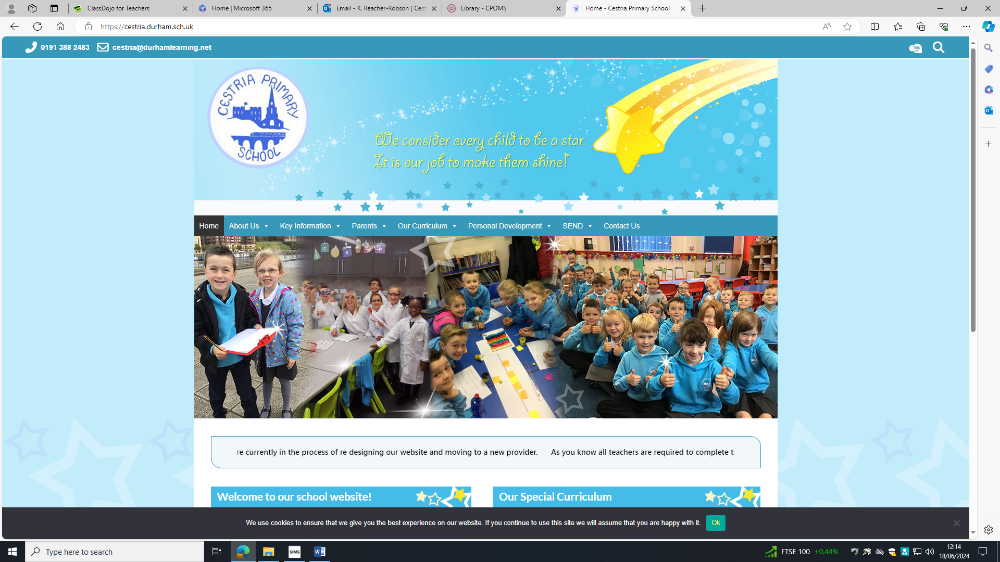 ClassDojo for Teachers
Home | Microsoft 365
Email - K. Reacher-Robson [ Cest
Library - CPOMS
Home - Cestria Primary School
https://cestria.durham.sch.uk
0191 388 2483
cestria@durhamlearning.net
CESTRIA PRIMARY
SCHOOL
We consider every child to be a star.
It is our job to make them shine!
Home
About Us
Key Information
Parents
Our Curriculum
Personal Development
SEND
Contact Us
re currently in the process of re designing our website and moving to a new provider.
As you know all teachers are required to complete t
Welcome to our school website!
Our Special Curriculum
We use cookies to ensure that we give you the best experience on our website. If you continue to use this site we will assume that you are happy with it.
Ok
Type here to search
SIMS
FTSE 100 +0.44%
12:14
18/06/2024